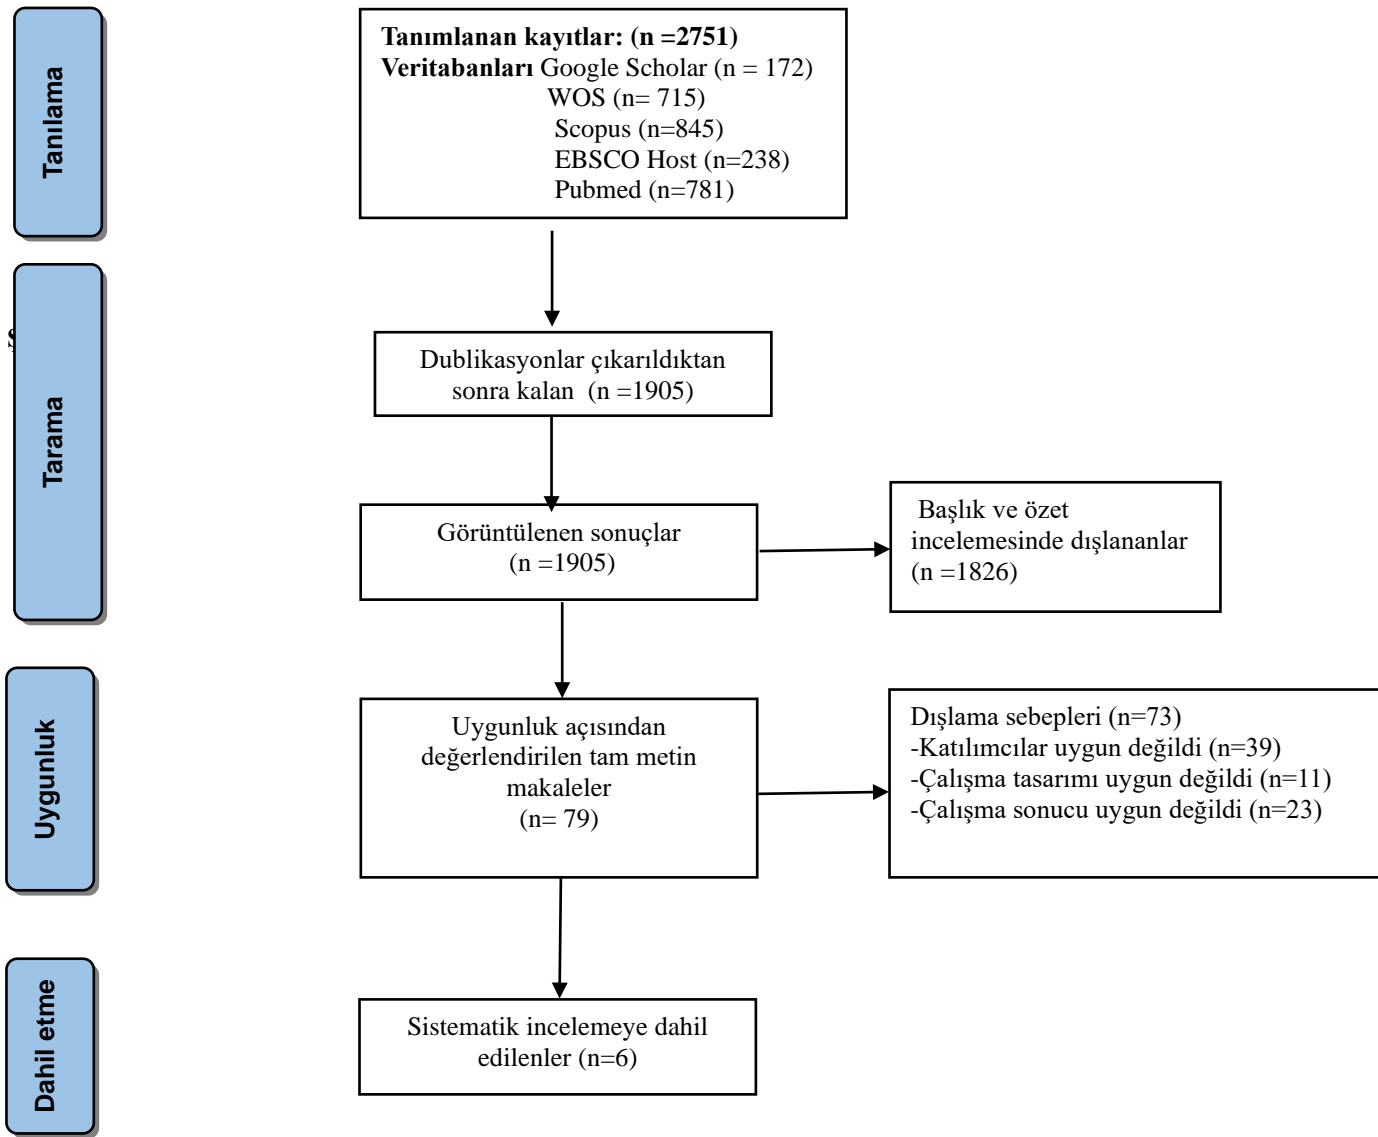 Tanılama
Tanımlanan kayıtlar: (n =2751)
Veritabanları Google Scholar (n = 172)
WOS (n= 715)
Scopus (n=845)
EBSCO Host (n=238)
Pubmed (n=781)
Tarama
Dublikasyonlar çıkarıldıktan
sonra kalan (n =1905)
Görüntülenen sonuçlar
(n =1905)
Başlık ve özet
incelemesinde dışlananlar
(n =1826)
Uygunluk
Uygunluk açısından
değerlendirilen tam metin
makaleler
(n= 79)
Dışlama sebepleri (n=73)
-Katılımcılar uygun değildi (n=39)
-Çalışma tasarımı uygun değildi (n=11)
-Çalışma sonucu uygun değildi (n=23)
Dahil etme
Sistematik incelemeye dahil
edilenler (n=6)